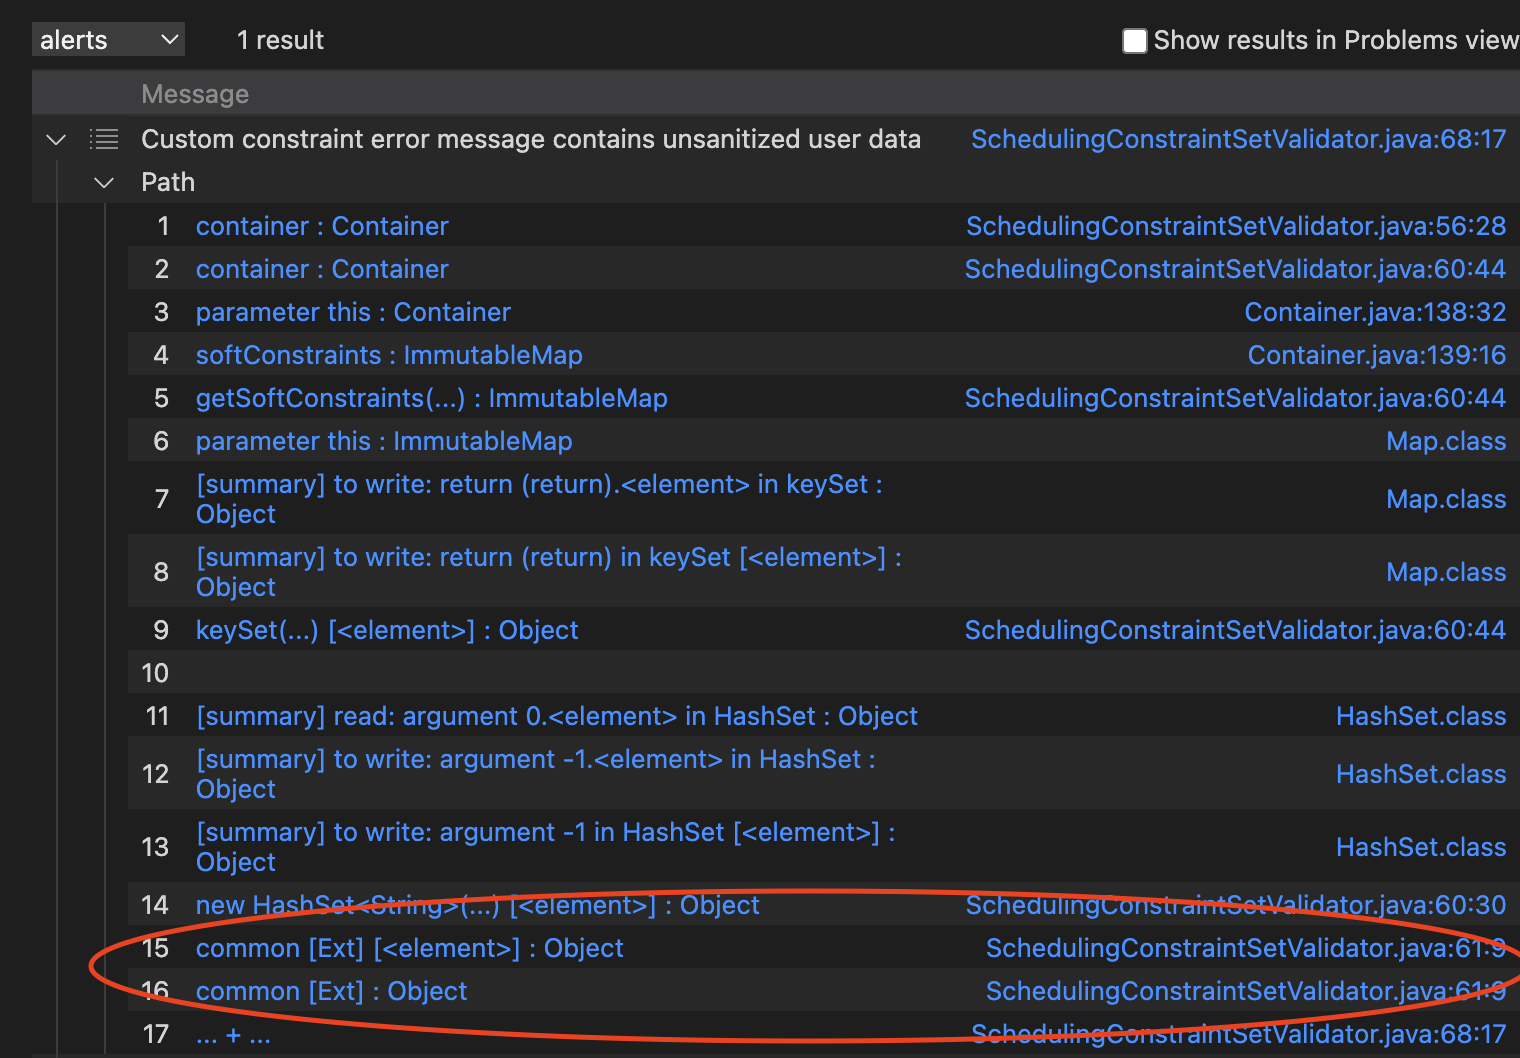 alerts 1 result Show results in Problems view
Message
Custom constraint error message contains unsanitized user data SchedulingConstraintSetValidator.java:68:17
Path
1 container : Container SchedulingConstraintSetValidator.java:56:28
2 container : Container SchedulingConstraintSetValidator.java:60:44
3 parameter this : Container Container.java:138:32
4 softConstraints : ImmutableMap Container.java:139:16
5 getSoftConstraints(...) : ImmutableMap SchedulingConstraintSetValidator.java:60:44
6 parameter this : ImmutableMap Map.class
7 [summary] to write: return (return).<element> in keySet :
Object Map.class
8 [summary] to write: return (return) in keySet [<element>] :
Object Map.class
9 keySet(...) [<element>] : Object SchedulingConstraintSetValidator.java:60:44
10
11 [summary] read: argument 0.<element> in HashSet : Object HashSet.class
12 [summary] to write: argument -1.<element> in HashSet :
Object HashSet.class
13 [summary] to write: argument -1 in HashSet [<element>] :
Object HashSet.class
14 new HashSet<String>(...) [<element>] : Object SchedulingConstraintSetValidator.java:60:30
15 common [Ext] [<element>] : Object SchedulingConstraintSetValidator.java:61:9
16 common [Ext] : Object SchedulingConstraintSetValidator.java:61:9
17 ... + ... SchedulingConstraintSetValidator.java:68:17